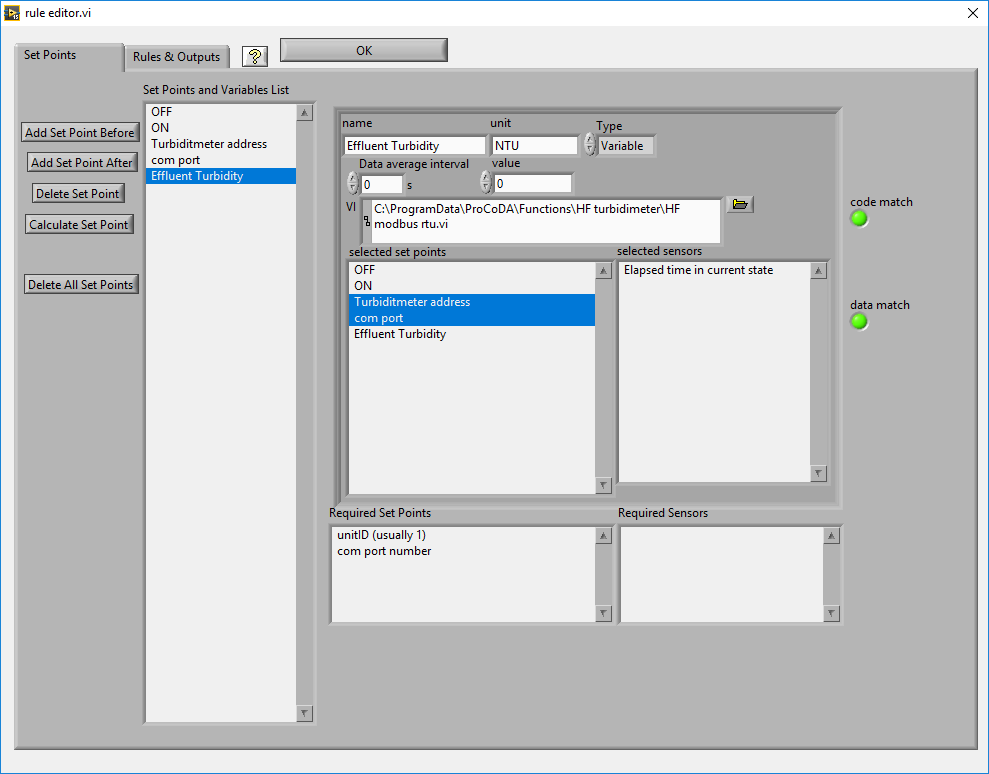 rule editor.vi
Set Points
Rules & Outputs
?
OK
Set Points and Variables List
OFF
ON
Turbiditmeter address
com port
Effluent Turbidity
Add Set Point Before
Add Set Point After
Delete Set Point
Calculate Set Point
Delete All Set Points
name
unit
Type
Effluent Turbidity
NTU
Variable
Data average interval
value
0
s
0
VI
C:\ProgramData\ProCoDA\Functions\HF turbidimeter\HF
modbus rtu.vi
selected set points
OFF
ON
Turbiditmeter address
com port
Effluent Turbidity
selected sensors
Elapsed time in current state
code match
data match
Required Set Points
unitID (usually 1)
com port number
Required Sensors